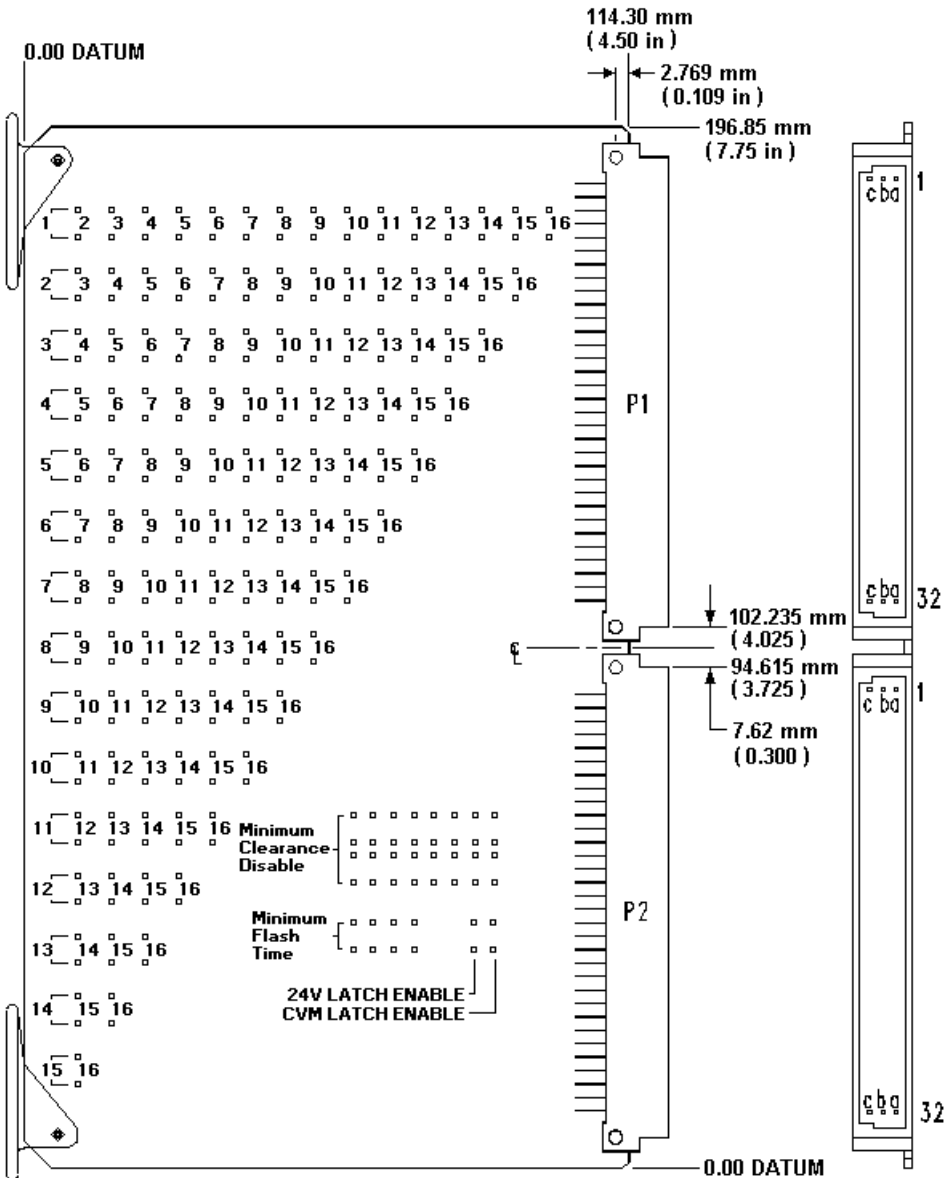 114.30 mm
( 4.50 in )
0.00 DATUM
2.769 mm
( 0.109 in )
196.85 mm
(7.75 in )
c b a 1
1 2 3 4 5 6 7 8 9 10 11 12 13 14 15 16
2 3 4 5 6 7 8 9 10 11 12 13 14 15 16
3 4 5 6 7 8 9 10 11 12 13 14 15 16
4 5 6 7 8 9 10 11 12 13 14 15 16
P1
5 6 7 8 9 10 11 12 13 14 15 16
6 7 8 9 10 11 12 13 14 15 16
7 8 9 10 11 12 13 14 15 16
c b a 32
102.235 mm
( 4.025 )
8 9 10 11 12 13 14 15 16
℄
94.615 mm
( 3.725 )
c b a 1
9 10 11 12 13 14 15 16
7.62 mm
( 0.300 )
10 11 12 13 14 15 16
11 12 13 14 15 16
Minimum
Clearance
Disable
12 13 14 15 16
P2
Minimum
Flash
Time
13 14 15 16
24V LATCH ENABLE
CVM LATCH ENABLE
14 15 16
15 16
c b a 32
0.00 DATUM